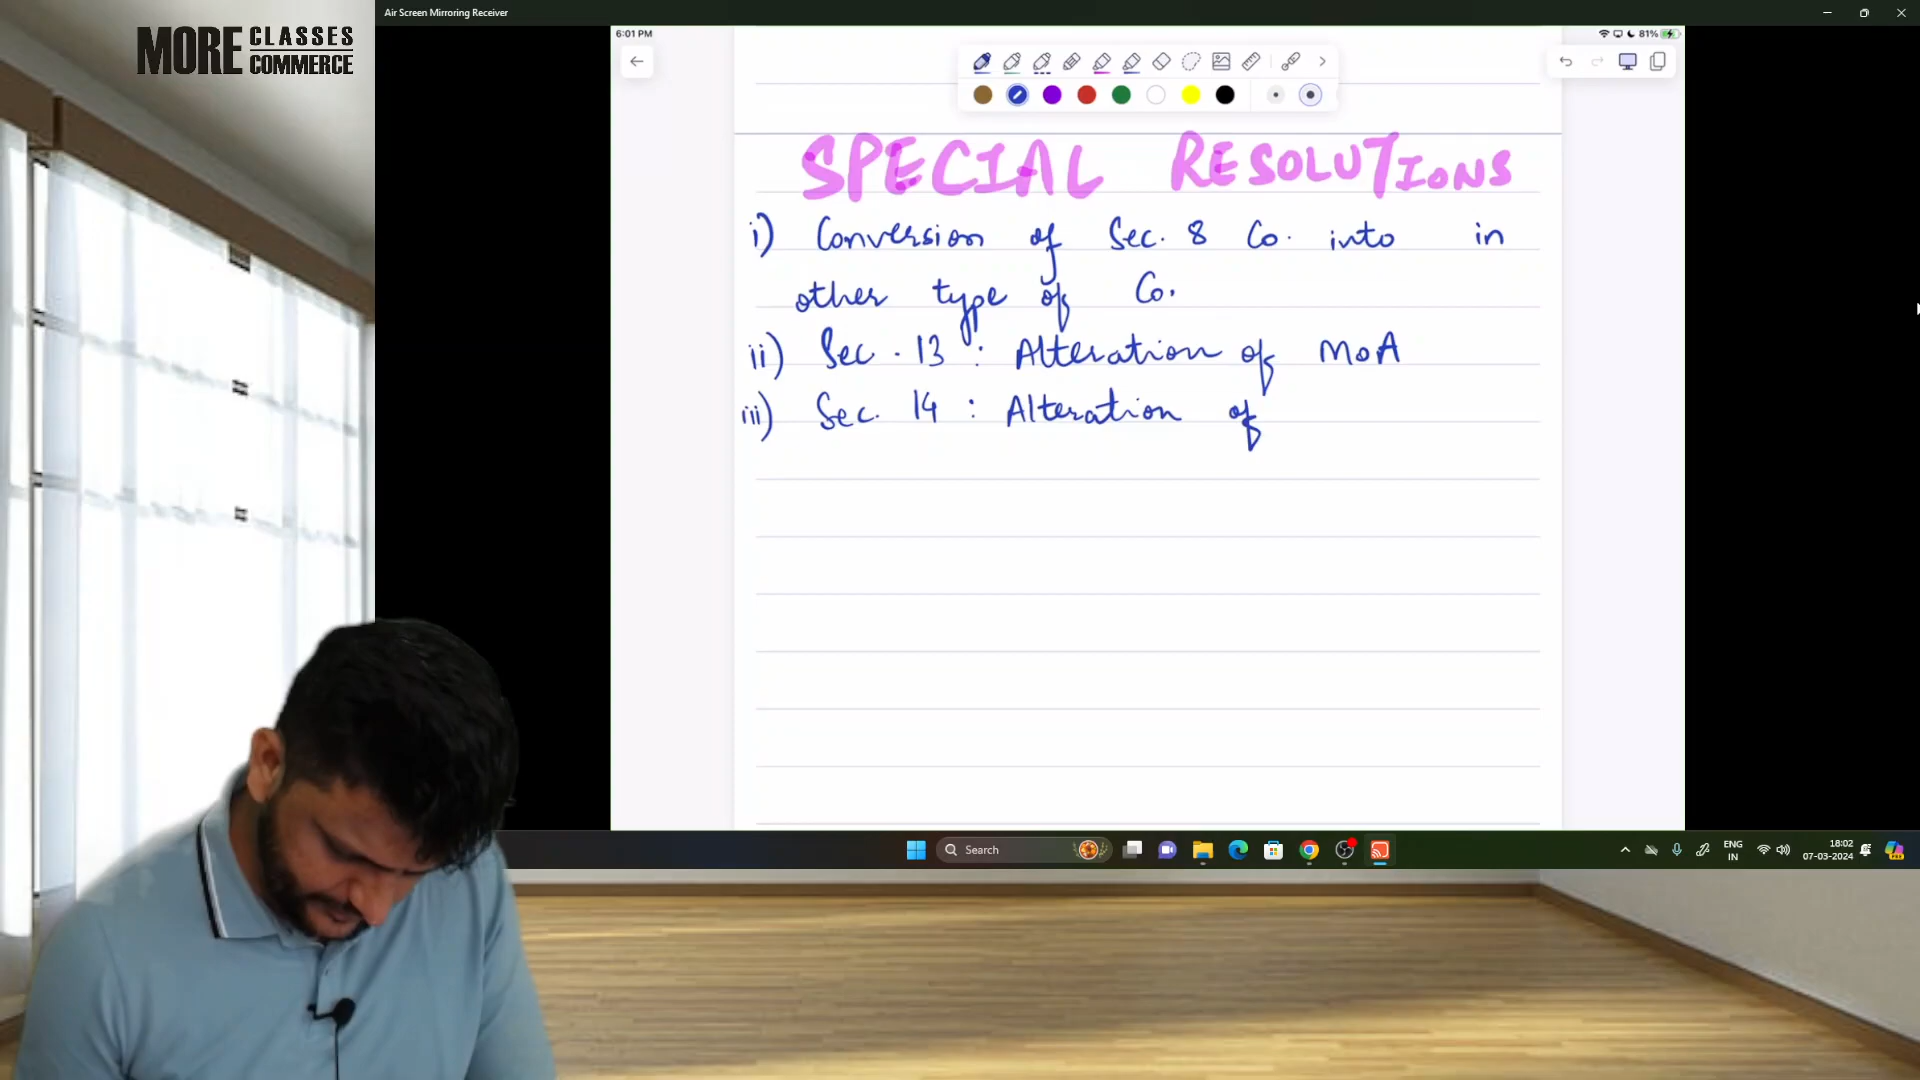 Air Screen Mirroring Receiver
MORE CLASSES COMMERCE
6:01 PM
81%
SPECIAL RESOLUTIONS
i) Conversion of Sec. 8 Co. into in
other type of Co.
ii) Sec. 13 : Alteration of MoA
iii) Sec. 14 : Alteration of
Search
ENG
IN
18:02
07-03-2024